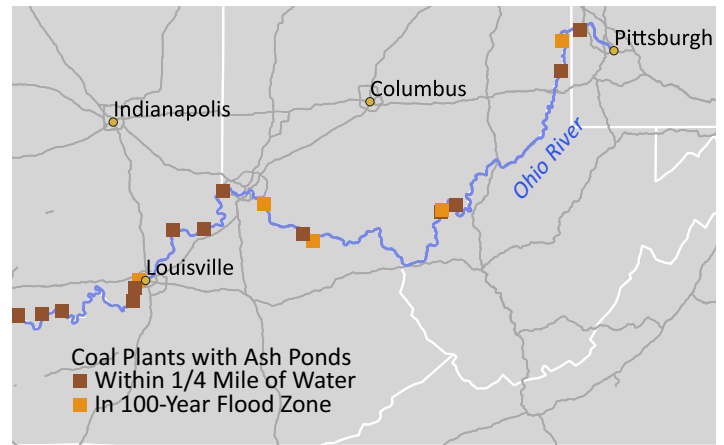 Pittsburgh
Columbus
Indianapolis
Ohio River
Louisville
Coal Plants with Ash Ponds
Within 1/4 Mile of Water
In 100-Year Flood Zone